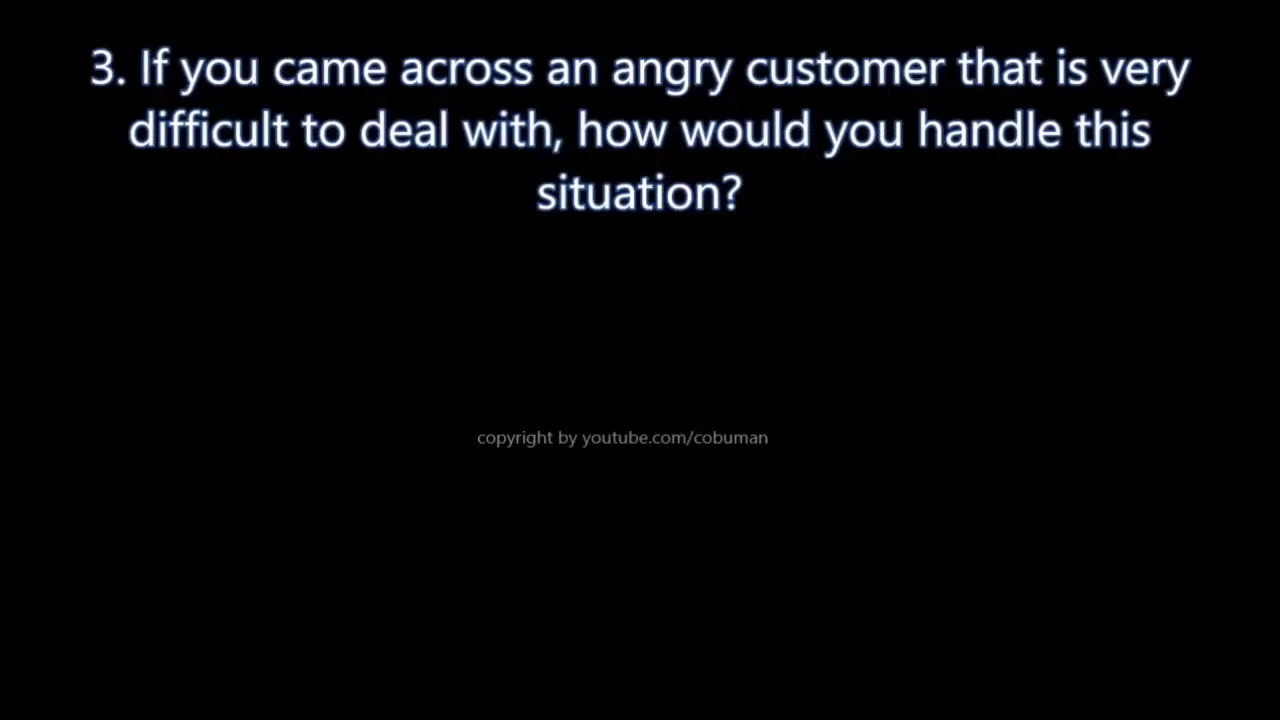 3. If you came across an angry customer that is very
difficult to deal with, how would you handle this
situation?
copyright by youtube.com/cobuman